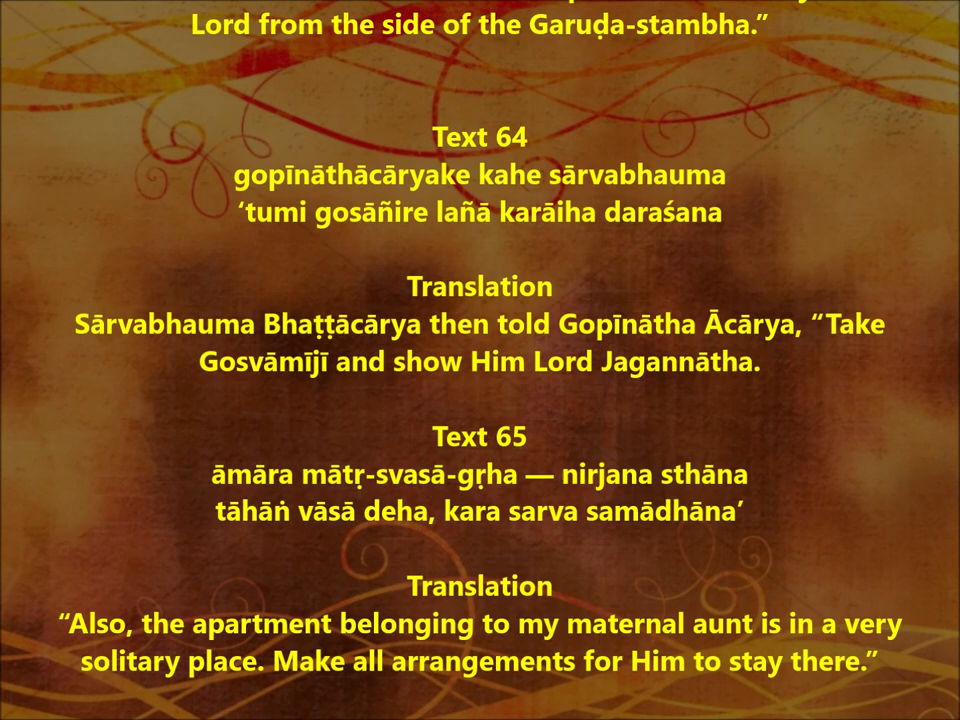 Lord from the side of the Garuḍa-stambha.”
Text 64
gopīnāthācāryake kahe sārvabhauma
‘tumi gosāñire lañā karāiha daraśana
Translation
Sārvabhauma Bhaṭṭācārya then told Gopīnātha Ācārya, “Take
Gosvāmījī and show Him Lord Jagannātha.
Text 65
āmāra mātṛ-svasā-gṛha — nirjana sthāna
tāhāṅ vāsā deha, kara sarva samādhāna’
Translation
“Also, the apartment belonging to my maternal aunt is in a very
solitary place. Make all arrangements for Him to stay there.”